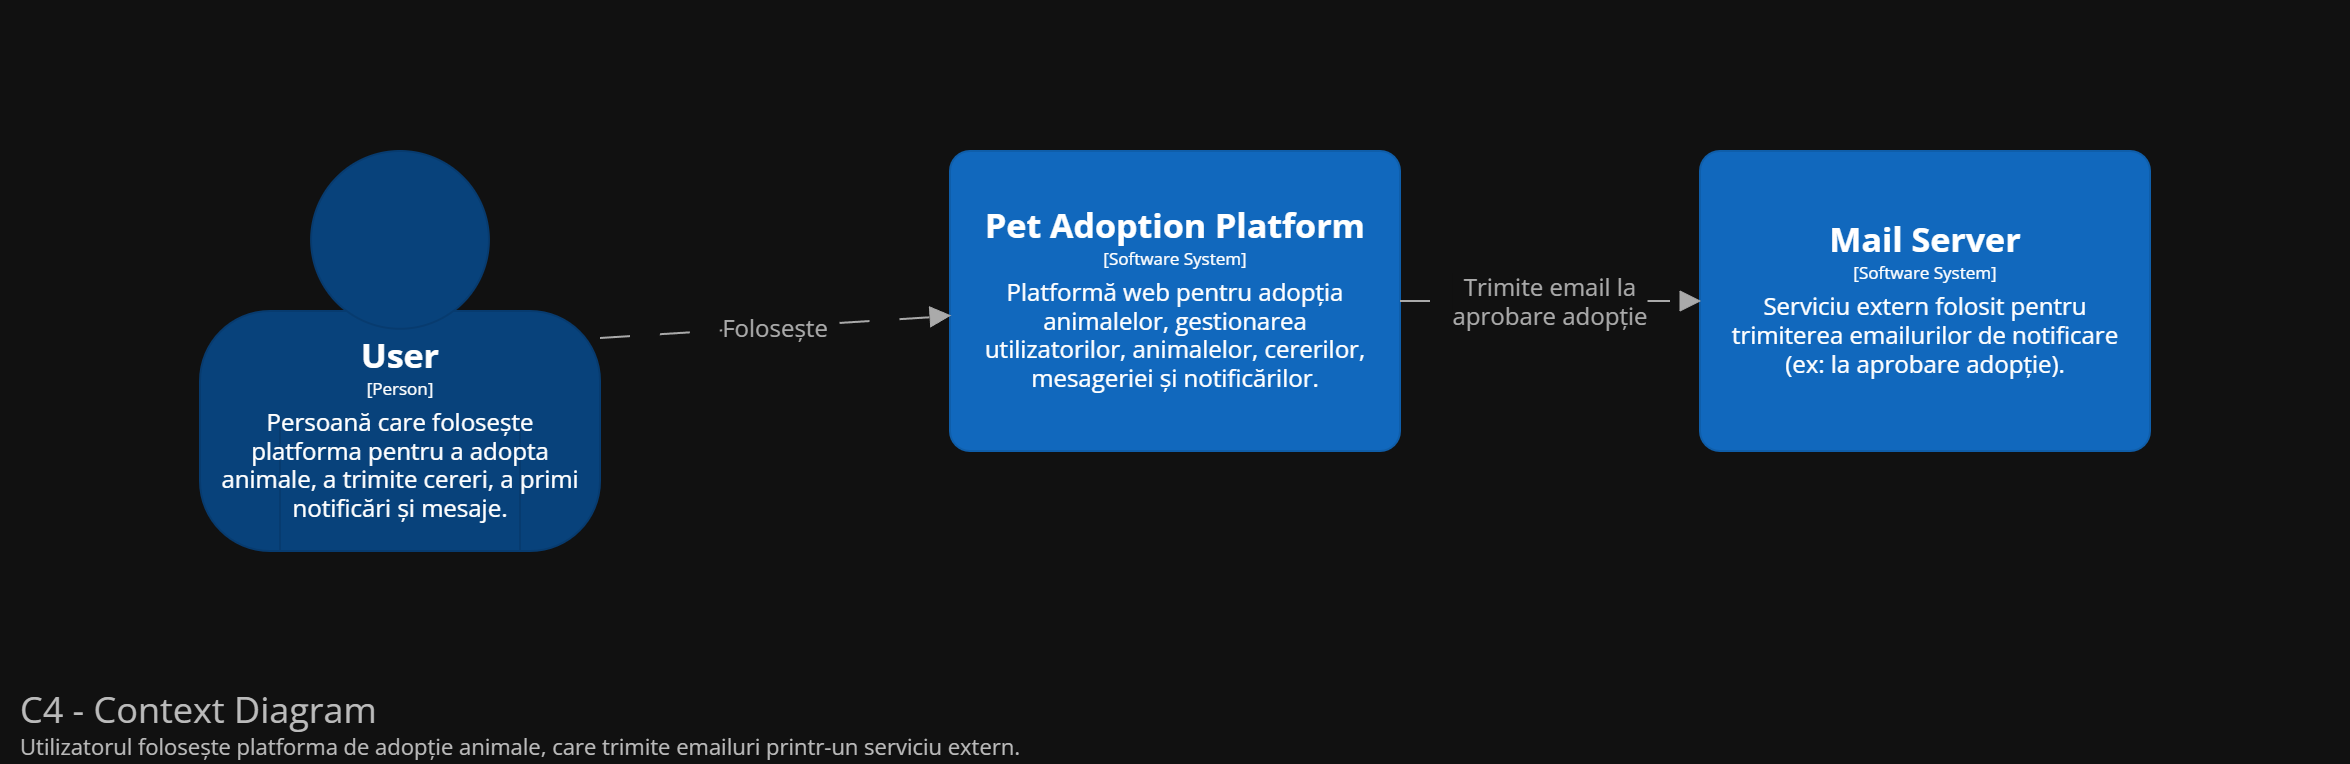 User
[Person]
Persoană care folosește
platforma pentru a adopta
animale, a trimite cereri, a primi
notificări și mesaje.
Folosește
Pet Adoption Platform
[Software System]
Platformă web pentru adopția
animalelor, gestionarea
utilizatorilor, animalelor, cererilor,
mesageriei și notificărilor.
Trimite email la
aprobare adopție
Mail Server
[Software System]
Serviciu extern folosit pentru
trimiterea emailurilor de notificare
(ex: la aprobare adopție).
C4 - Context Diagram
Utilizatorul folosește platforma de adopție animale, care trimite emailuri printr-un serviciu extern.